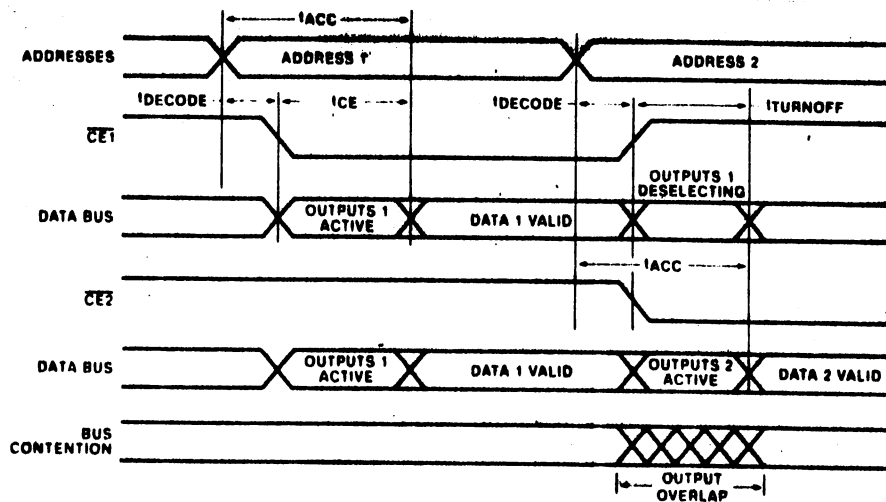 tACC
ADDRESSES
ADDRESS 1
ADDRESS 2
tDECODE
tCE
tDECODE
tTURNOFF
CE1
OUTPUTS 1
DESELECTING
DATA BUS
OUTPUTS 1
ACTIVE
DATA 1 VALID
tACC
CE2
DATA BUS
OUTPUTS 1
ACTIVE
DATA 1 VALID
OUTPUTS 2
ACTIVE
DATA 2 VALID
BUS
CONTENTION
OUTPUT
OVERLAP